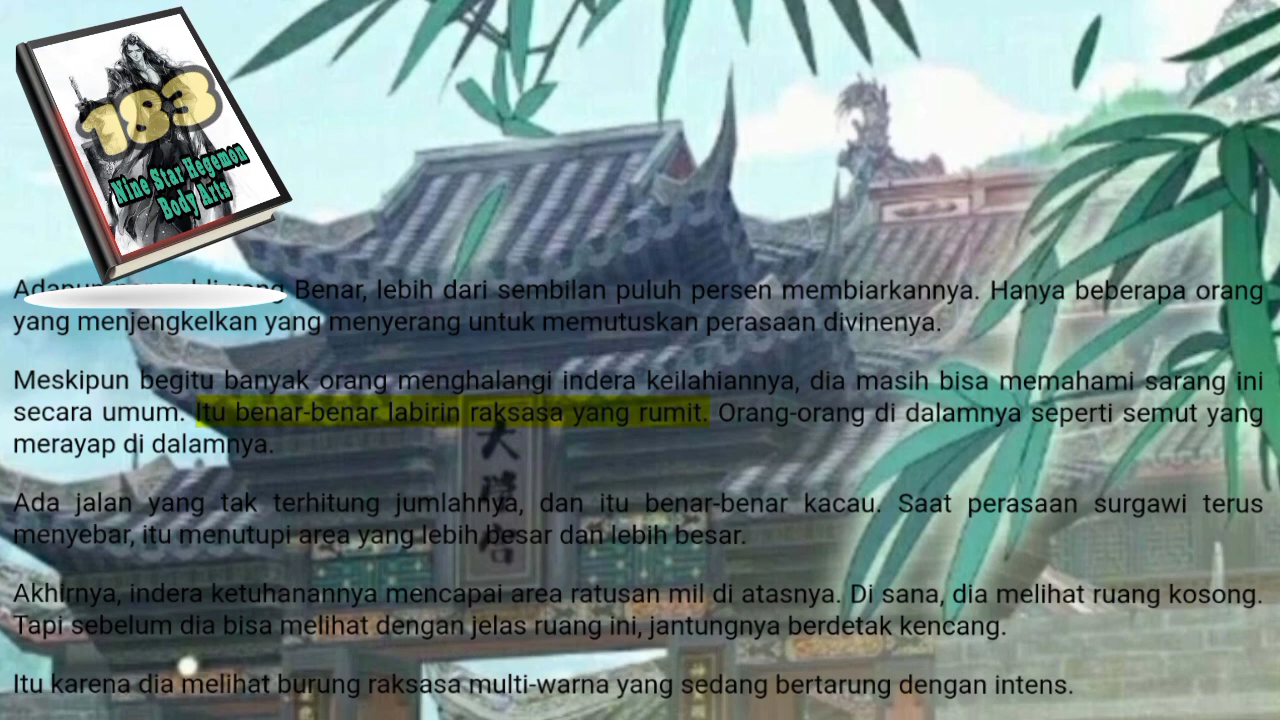 183
Nine Star Hegemon
Body Arts
Benar, lebih dari sembilan puluh persen membiarkannya. Hanya beberapa orang
yang menjengkelkan yang menyerang untuk memutuskan perasaan divinenya.
Meskipun begitu banyak orang menghalangi indera keilahiannya, dia masih bisa memahami sarang ini
secara umum. Itu benar-benar labirin raksasa yang rumit. Orang-orang di dalamnya seperti semut yang
merayap di dalamnya.
Ada jalan yang tak terhitung jumlahnya, dan itu benar-benar kacau. Saat perasaan surgawi terus
menyebar, itu menutupi area yang lebih besar dan lebih besar.
Akhirnya, indera ketuhanannya mencapai area ratusan mil di atasnya. Di sana, dia melihat ruang kosong.
Tapi sebelum dia bisa melihat dengan jelas ruang ini, jantungnya berdetak kencang.
Itu karena dia melihat burung raksasa multi-warna yang sedang bertarung dengan intens.